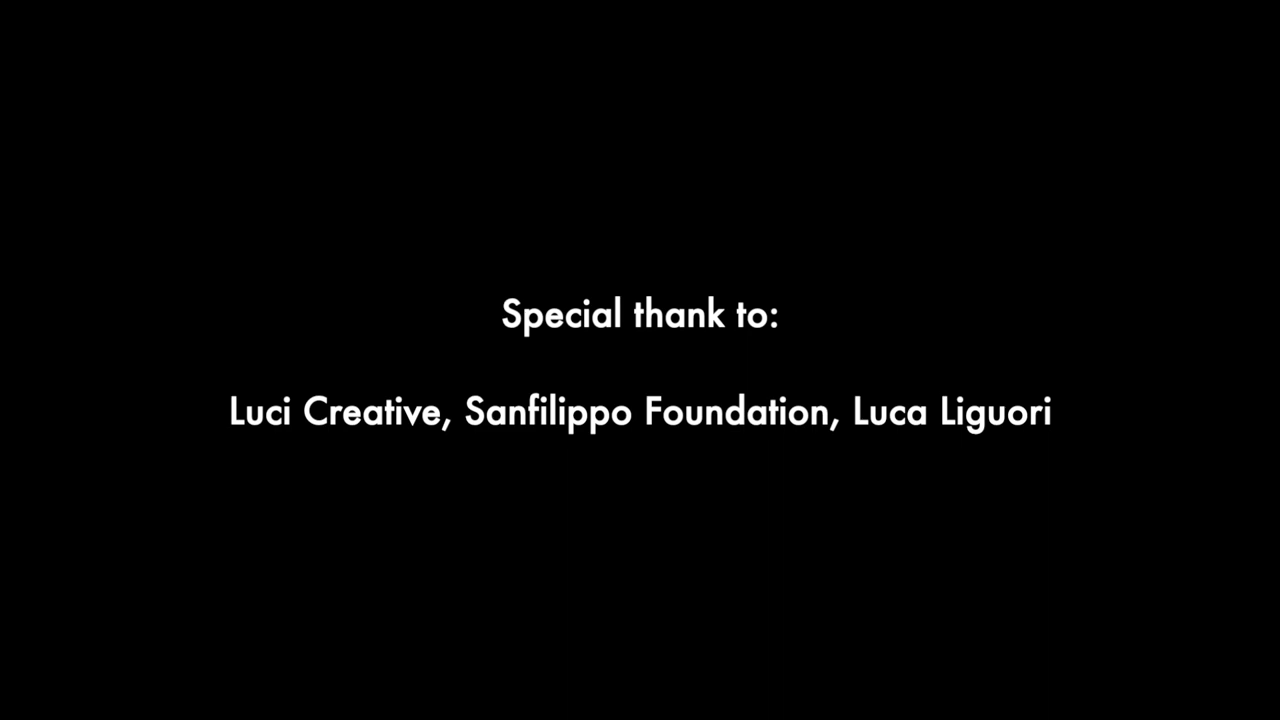 Special thank to:
Luci Creative, Sanfilippo Foundation, Luca Liguori